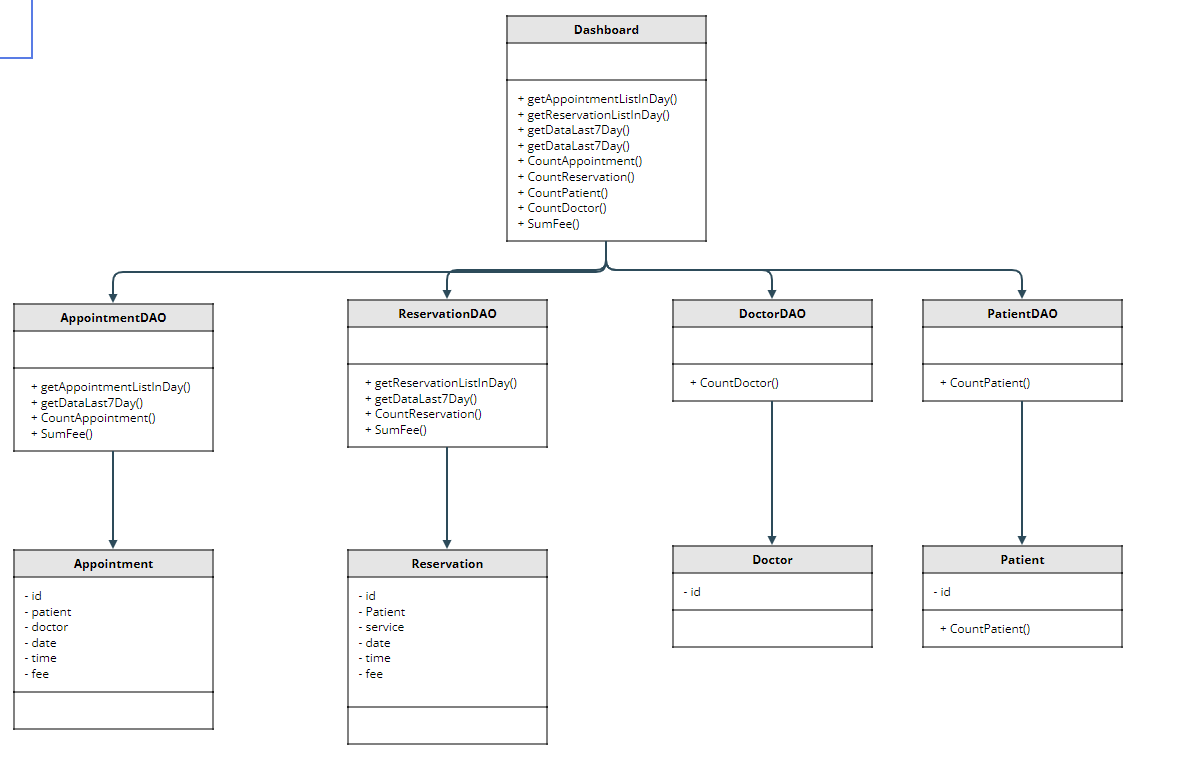 Dashboard
+ getAppointmentListInDay()
+ getReservationListInDay()
+ getDataLast7Day()
+ getDataLast7Day()
+ CountAppointment()
+ CountReservation()
+ CountPatient()
+ CountDoctor()
+ SumFee()
AppointmentDAO
+ getAppointmentListInDay()
+ getDataLast7Day()
+ CountAppointment()
+ SumFee()
ReservationDAO
+ getReservationListInDay()
+ getDataLast7Day()
+ CountReservation()
+ SumFee()
DoctorDAO
+ CountDoctor()
PatientDAO
+ CountPatient()
Appointment
- id
- patient
- doctor
- date
- time
- fee
Reservation
- id
- Patient
- service
- date
- time
- fee
Doctor
- id
Patient
- id
+ CountPatient()